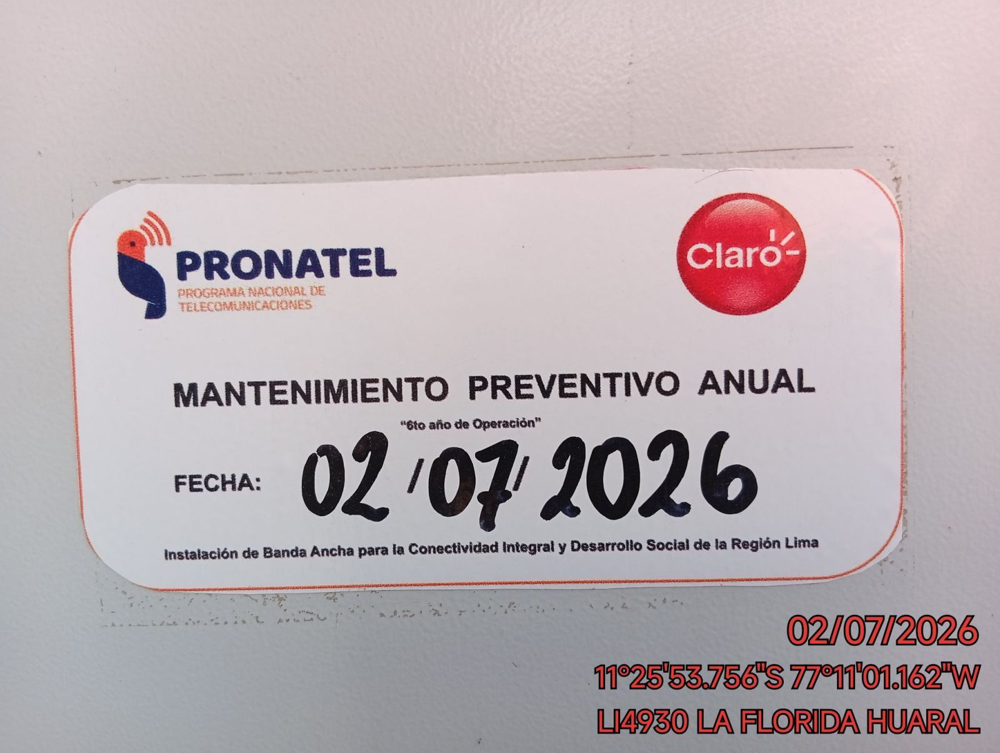 PRONATEL
PROGRAMA NACIONAL DE
TELECOMUNICACIONES
Claro
MANTENIMIENTO PREVENTIVO ANUAL
"6to año de Operación"
FECHA: 02/07/2026
Instalación de Banda Ancha para la Conectividad Integral y Desarrollo Social de la Región Lima
02/07/2026
11°25'53.756"S 77°11'01.162"W
LI4930 LA FLORIDA HUARAL